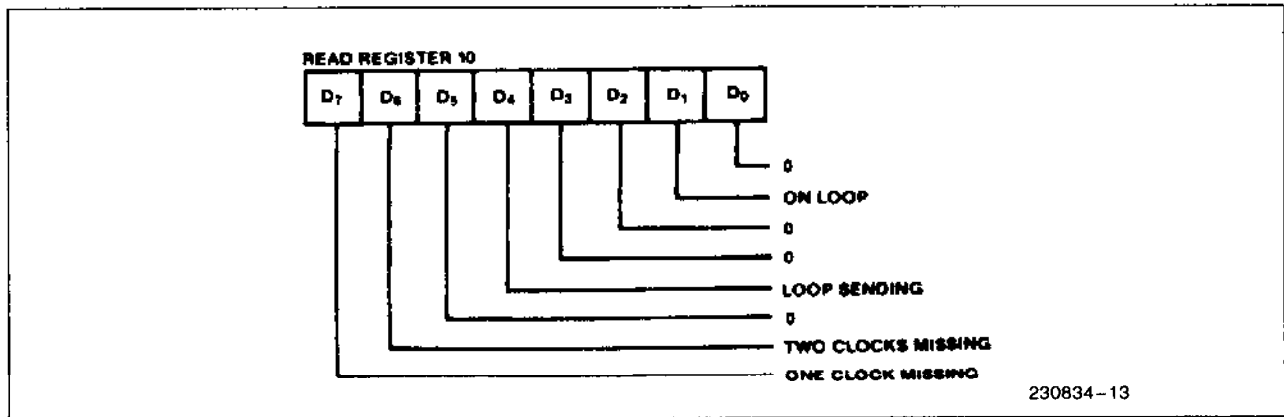 READ REGISTER 10
D7 D6 D5 D4 D3 D2 D1 D0
0
ON LOOP
0
0
LOOP SENDING
0
TWO CLOCKS MISSING
ONE CLOCK MISSING
230834-13